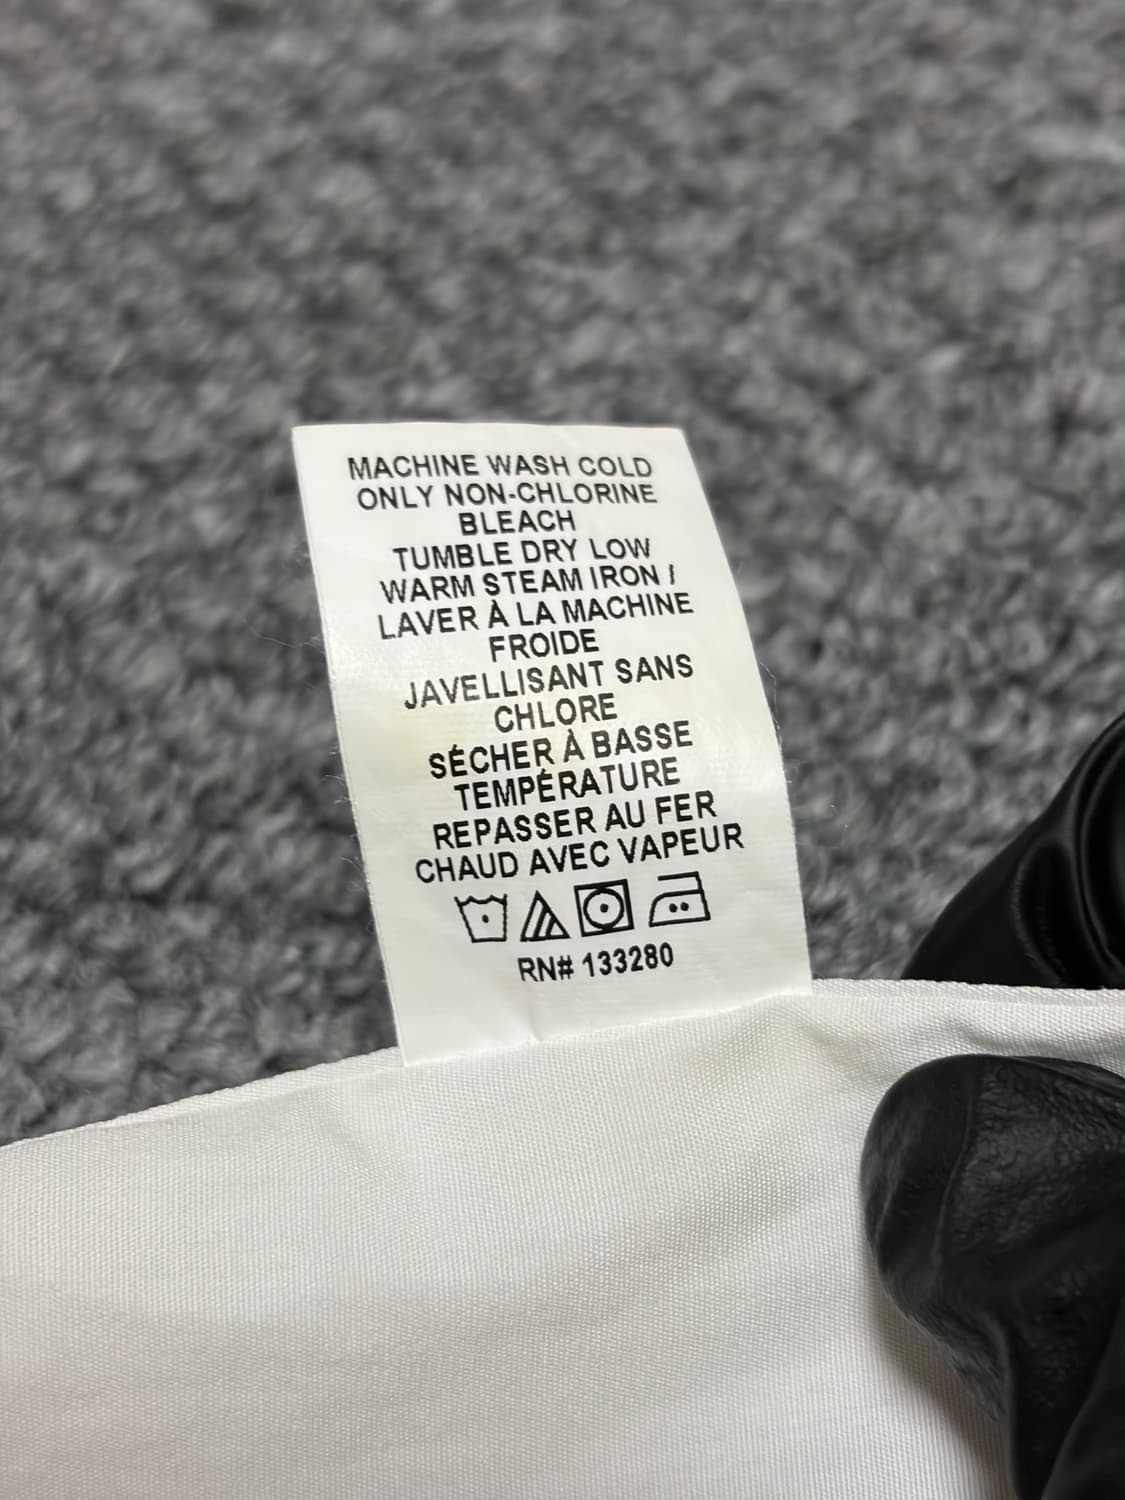 MACHINE WASH COLD
ONLY NON-CHLORINE
BLEACH
TUMBLE DRY LOW
WARM STEAM IRON /
LAVER À LA MACHINE
FROIDE
JAVELLISANT SANS
CHLORE
SÉCHER À BASSE
TEMPÉRATURE
REPASSER AU FER
CHAUD AVEC VAPEUR
RN# 133280